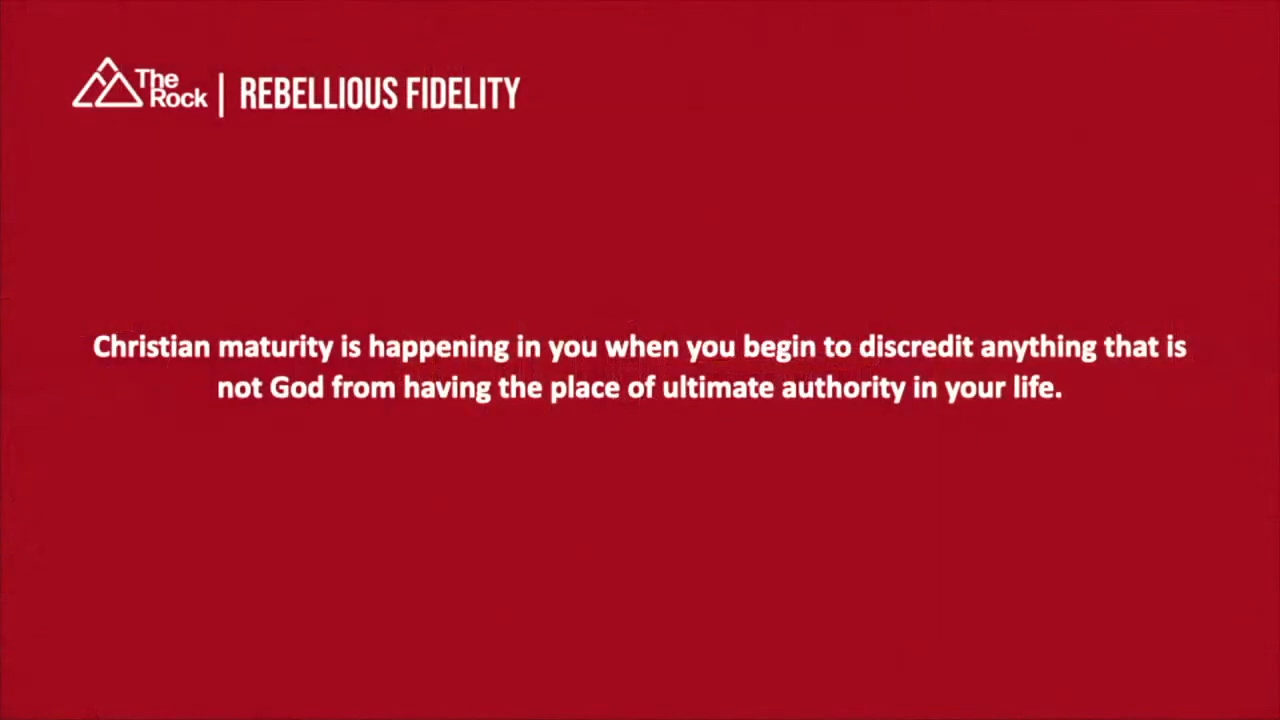 The
Rock | REBELLIOUS FIDELITY
Christian maturity is happening in you when you begin to discredit anything that is
not God from having the place of ultimate authority in your life.